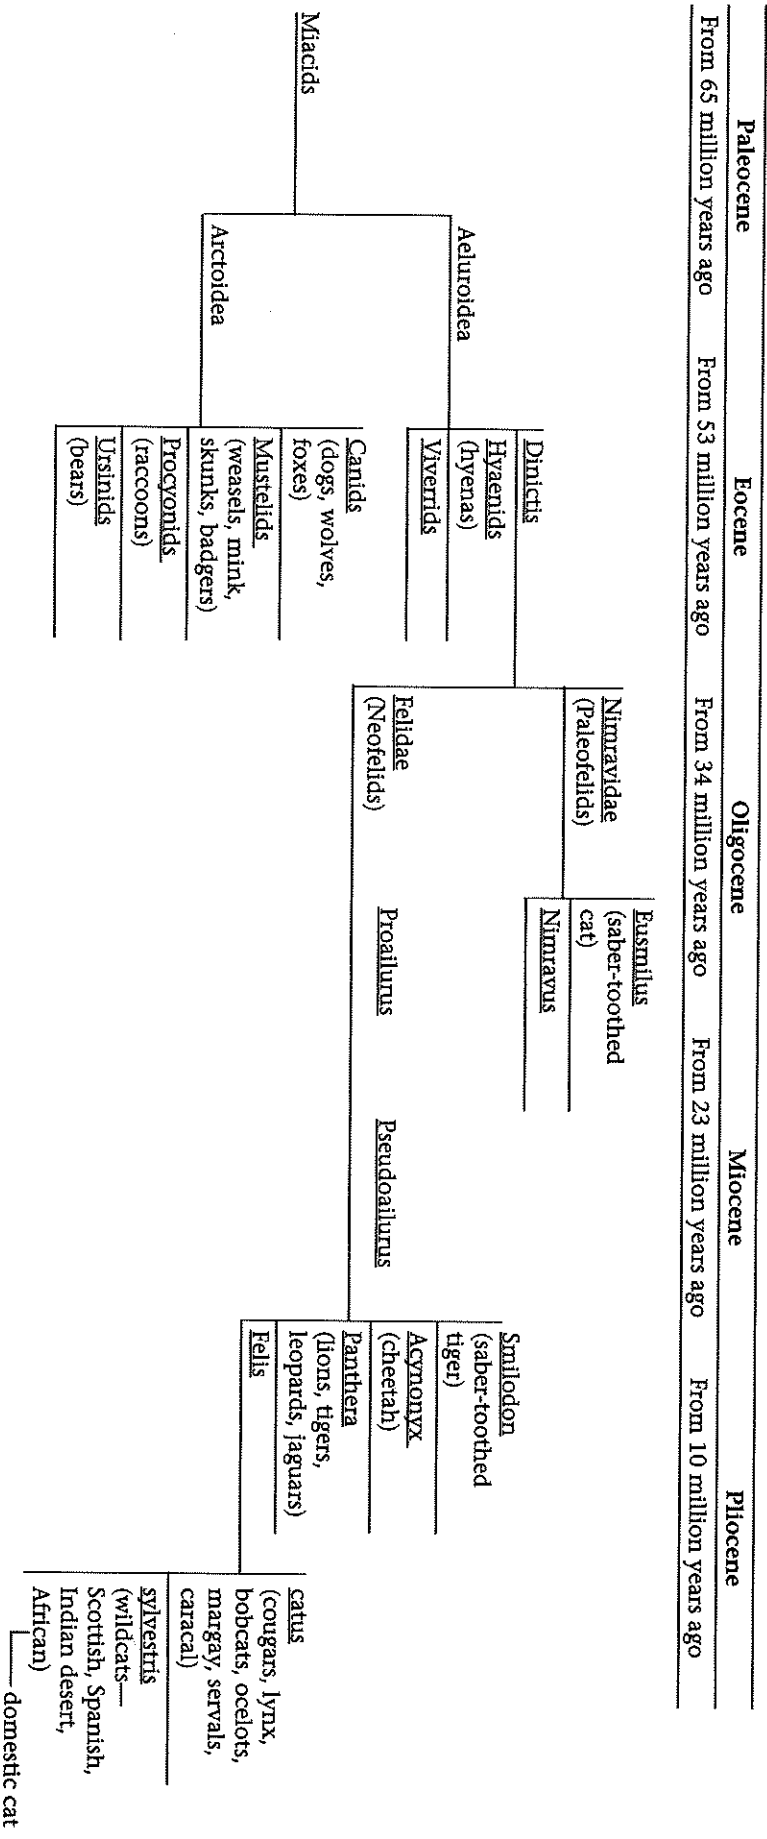 Paleocene
Eocene
Oligocene
Miocene
Pliocene
From 65 million years ago
From 53 million years ago
From 34 million years ago
From 23 million years ago
From 10 million years ago
Miacids
Aeluroidea
Arctoidea
Dinictis
Hyaenids
(hyenas)
Viverrids
Canids
(dogs, wolves,
foxes)
Mustelids
(weasels, mink,
skunks, badgers)
Procyonids
(raccoons)
Ursinids
(bears)
Nimravidae
(Paleofelids)
Felidae
(Neofelids)
Eusmilus
(saber-toothed
cat)
Nimravus
Proailurus
Pseudoailurus
Smilodon
(saber-toothed
tiger)
Acynonyx
(cheetah)
Panthera
(lions, tigers,
leopards, jaguars)
Felis
catus
(cougars, lynx,
bobcats, ocelots,
margay, servals,
caracal)
sylvestris
(wildcats—
Scottish, Spanish,
Indian desert,
African)
domestic cat